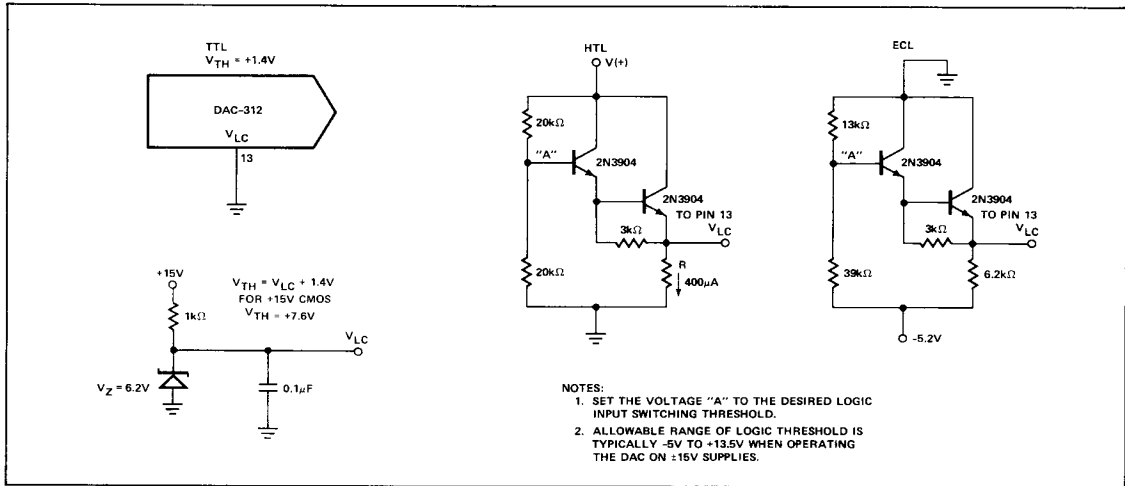 TTL
V_TH = +1.4V
DAC-312
V_LC
13
+15V
1kΩ
V_TH = V_LC + 1.4V
FOR +15V CMOS
V_TH = +7.6V
V_LC
V_Z = 6.2V
0.1μF
HTL
V(+)
20kΩ
"A"
2N3904
2N3904
TO PIN 13
V_LC
3kΩ
20kΩ
R
400μA
ECL
13kΩ
"A"
2N3904
2N3904
TO PIN 13
V_LC
3kΩ
39kΩ
6.2kΩ
-5.2V
NOTES:
1. SET THE VOLTAGE "A" TO THE DESIRED LOGIC
INPUT SWITCHING THRESHOLD.
2. ALLOWABLE RANGE OF LOGIC THRESHOLD IS
TYPICALLY -5V TO +13.5V WHEN OPERATING
THE DAC ON ±15V SUPPLIES.